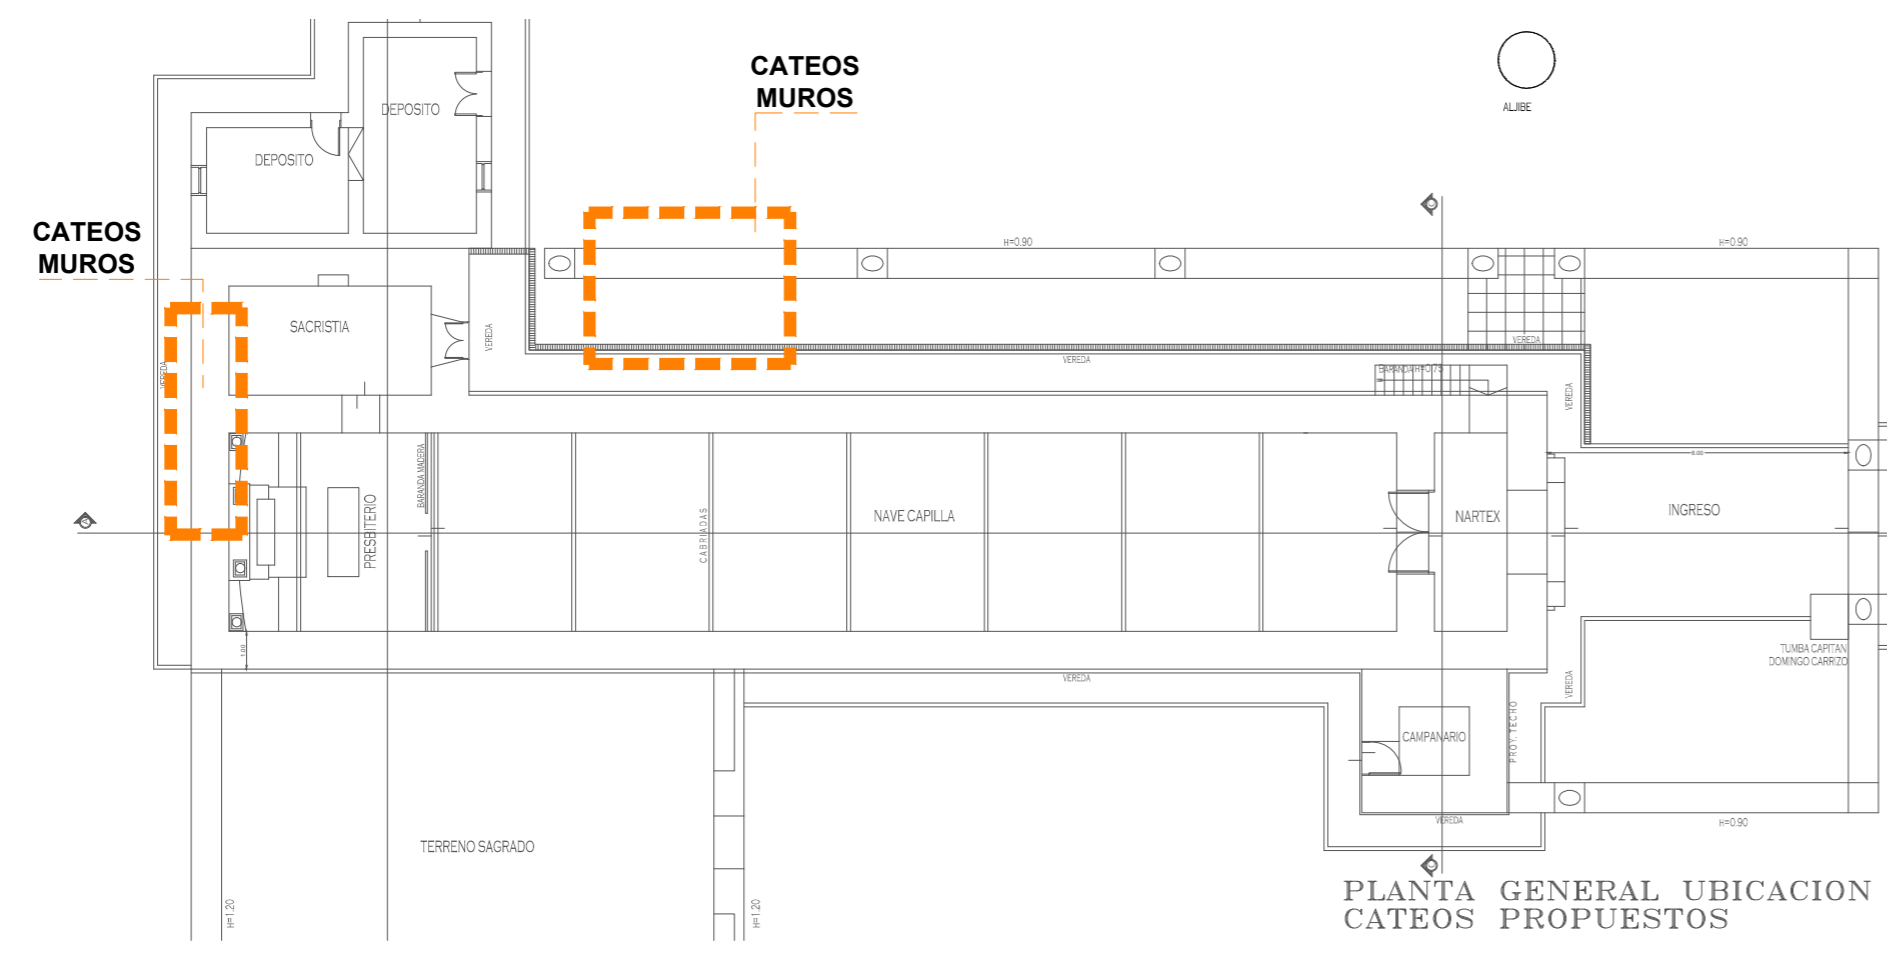 CATEOS
MUROS
ALJIBE
DEPOSITO
DEPOSITO
CATEOS
MUROS
H=0.90
H=0.90
SACRISTIA
VEREDA
VEREDA
VEREDA
VEREDA
BARANDA H=0.75
VEREDA
BARANDA MADERA
PRESBITERIO
CABRIADAS
NAVE CAPILLA
NARTEX
INGRESO
1.00
TUMBA CAPITAN
DOMINGO CARRIZO
VEREDA
VEREDA
PROY. TECHO
CAMPANARIO
VEREDA
H=0.90
TERRENO SAGRADO
H=1.20
H=1.20
PLANTA GENERAL UBICACION
CATEOS PROPUESTOS